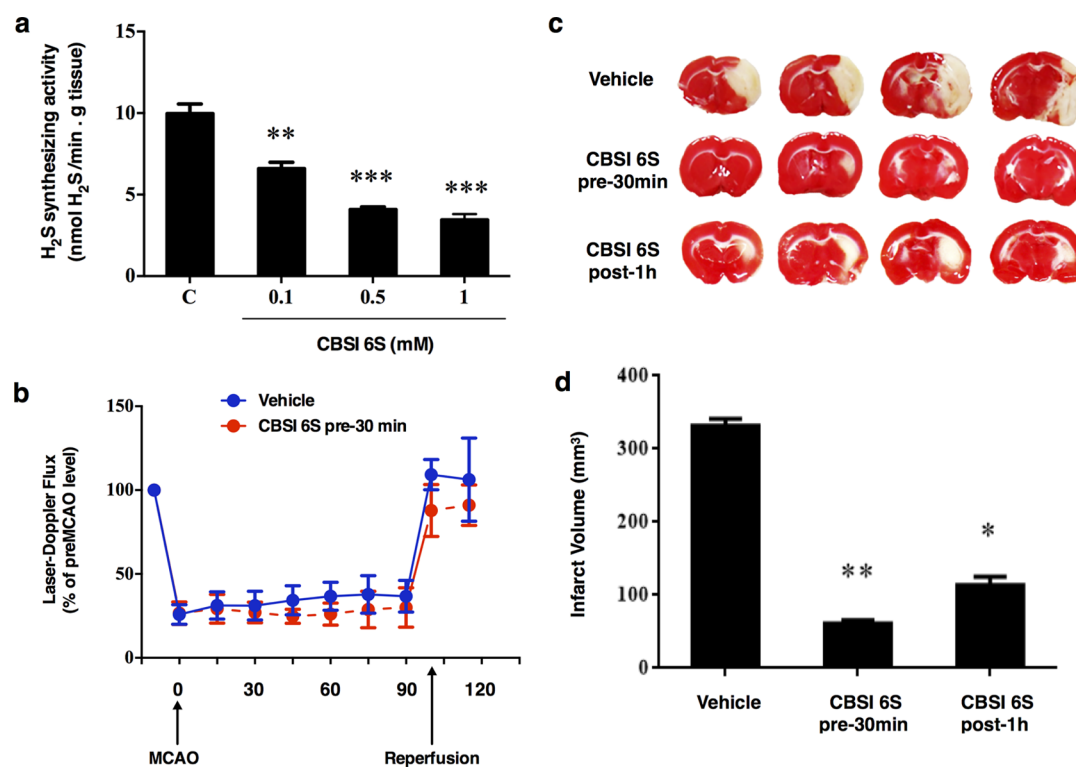 a
H₂S synthesizing activity
(nmol H₂S /min . g tissue)
15
10
5
0
**
***
***
C
0.1
0.5
1
CBSI 6S (mM)
b
Vehicle
CBSI 6S pre-30 min
Laser-Doppler Flux
(% of preMCAO level)
150
100
50
0
0
30
60
90
120
MCAO
Reperfusion
c
Vehicle
CBSI 6S
pre-30min
CBSI 6S
post-1h
d
Infarct Volume (mm³)
400
300
200
100
0
**
*
Vehicle
CBSI 6S
pre-30min
CBSI 6S
post-1h